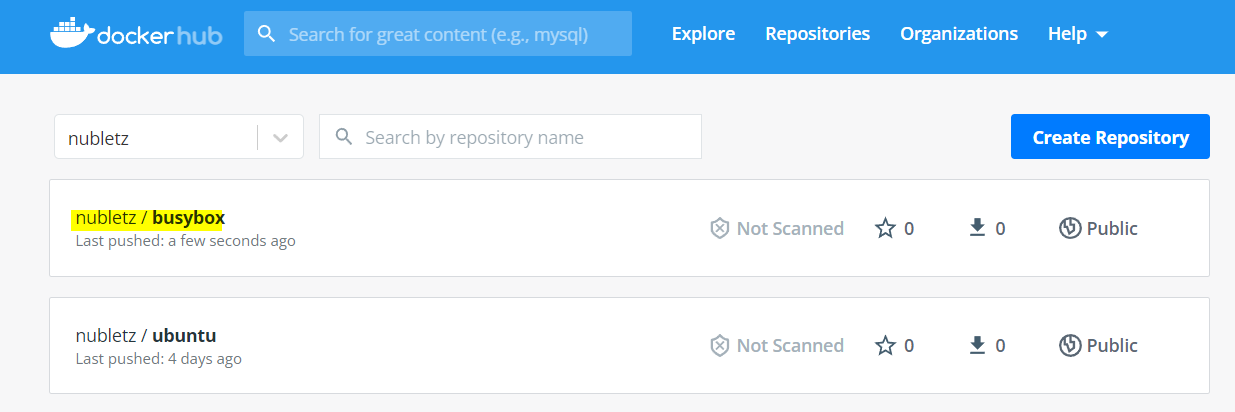 docker hub Search for great content (e.g., mysql) Explore Repositories Organizations Help
nubletz Search by repository name Create Repository
nubletz / busybox
Last pushed: a few seconds ago
Not Scanned 0 0 Public
nubletz / ubuntu
Last pushed: 4 days ago
Not Scanned 0 0 Public